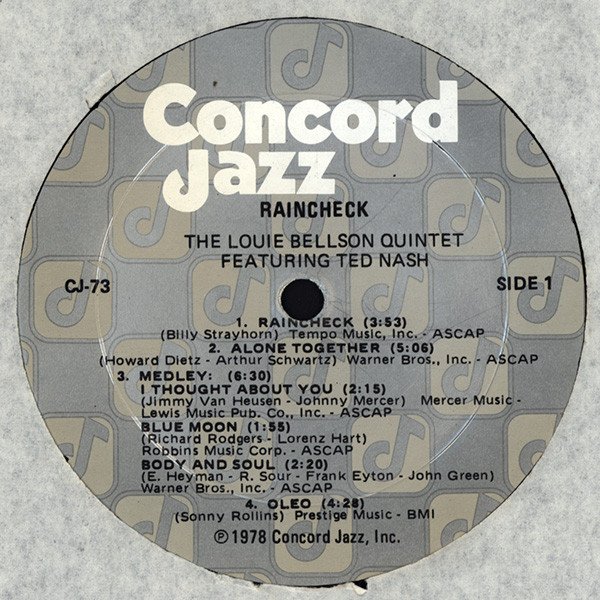 Concord
Jazz
RAINCHECK
THE LOUIE BELLSON QUINTET
FEATURING TED NASH
CJ-73
SIDE 1
1. RAINCHECK (3:53)
(Billy Strayhorn) Tempo Music, Inc. - ASCAP
2. ALONE TOGETHER (5:06)
(Howard Dietz - Arthur Schwartz) Warner Bros., Inc. - ASCAP
3. MEDLEY: (6:30)
I THOUGHT ABOUT YOU (2:15)
(Jimmy Van Heusen - Johnny Mercer) Mercer Music -
Lewis Music Pub. Co., Inc. - ASCAP
BLUE MOON (1:55)
(Richard Rodgers - Lorenz Hart)
Robbins Music Corp. - ASCAP
BODY AND SOUL (2:20)
(E. Heyman - R. Sour - Frank Eyton - John Green)
Warner Bros., Inc. - ASCAP
4. OLEO (4:28)
(Sonny Rollins) Prestige Music - BMI
℗ 1978 Concord Jazz, Inc.